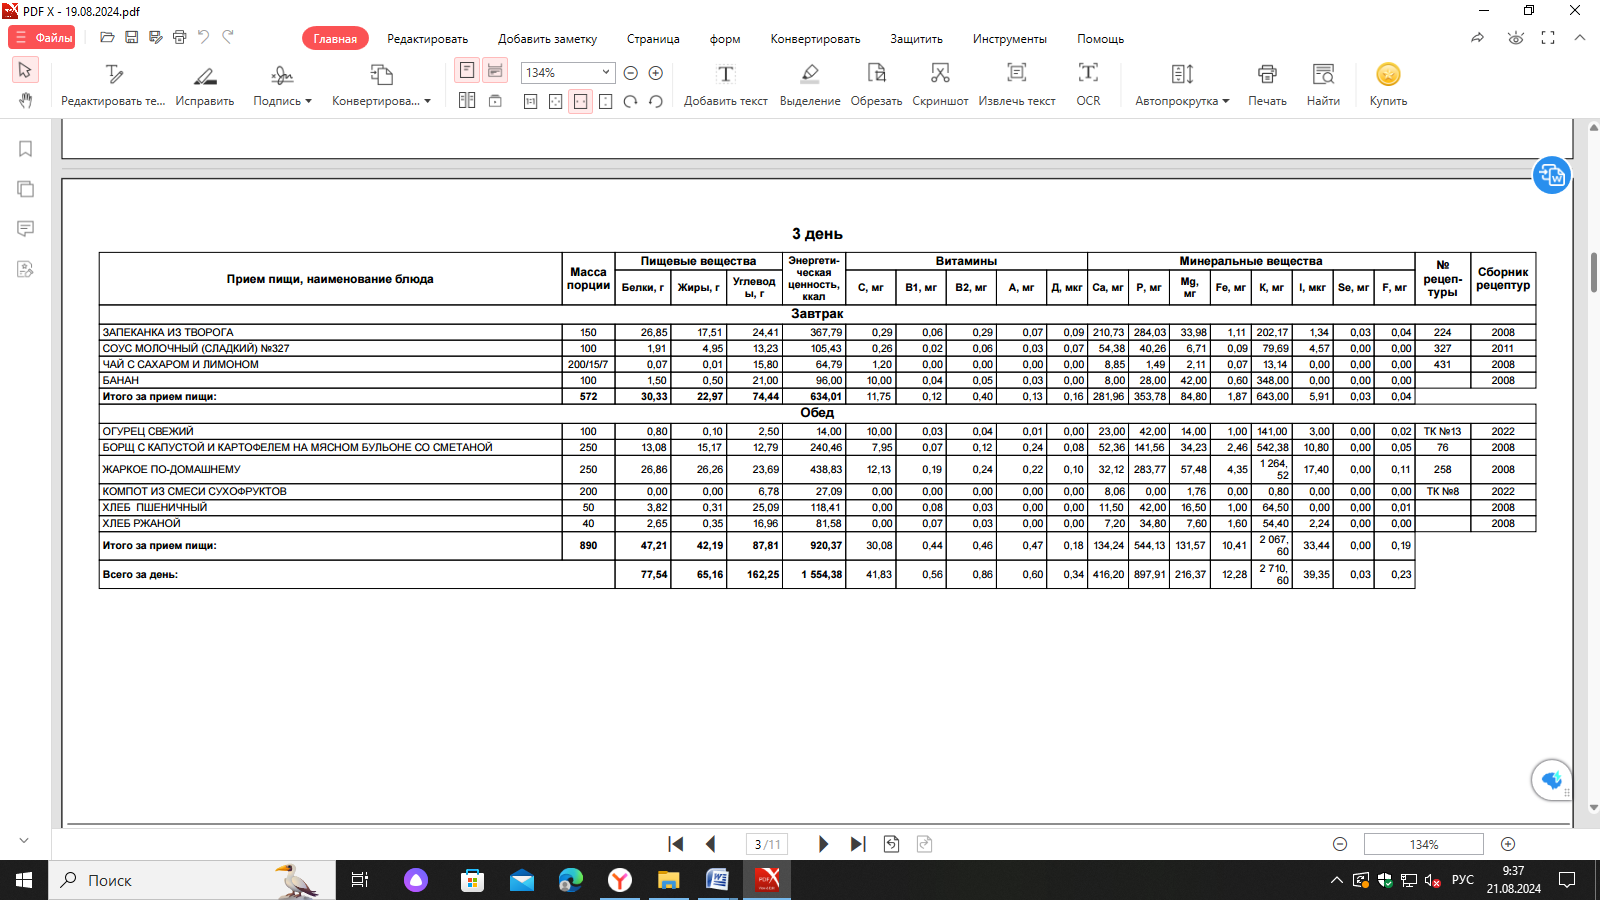 PDF X - 19.08.2024.pdf
Файлы
Главная Редактировать Добавить заметку Страница форм Конвертировать Защитить Инструменты Помощь
134%
Редактировать те... Исправить Подпись Конвертирова... Добавить текст Выделение Обрезать Скриншот Извлечь текст OCR Автопрокрутка Печать Найти Купить
3 день
Прием пищи, наименование блюда Масса порции Пищевые вещества Энергети-ческая ценность, ккал Витамины Минеральные вещества № рецеп-туры Сборник рецептур
Белки, г Жиры, г Углеводы, г С, мг В1, мг В2, мг А, мг Д, мкг Са, мг Р, мг Mg, мг Fe, мг К, мг I, мкг Se, мг F, мг
Завтрак
ЗАПЕКАНКА ИЗ ТВОРОГА 150 26,85 17,51 24,41 367,79 0,29 0,06 0,29 0,07 0,09 210,73 284,03 33,98 1,11 202,17 1,34 0,03 0,04 224 2008
СОУС МОЛОЧНЫЙ (СЛАДКИЙ) №327 100 1,91 4,95 13,23 105,43 0,26 0,02 0,06 0,03 0,07 54,38 40,26 6,71 0,09 79,69 4,57 0,00 0,00 327 2011
ЧАЙ С САХАРОМ И ЛИМОНОМ 200/15/7 0,07 0,01 15,80 64,79 1,20 0,00 0,00 0,00 0,00 8,85 1,49 2,11 0,07 13,14 0,00 0,00 0,00 431 2008
БАНАН 100 1,50 0,50 21,00 96,00 10,00 0,04 0,05 0,03 0,00 8,00 28,00 42,00 0,60 348,00 0,00 0,00 0,00 2008
Итого за прием пищи: 572 30,33 22,97 74,44 634,01 11,75 0,12 0,40 0,13 0,16 281,96 353,78 84,80 1,87 643,00 5,91 0,03 0,04
Обед
ОГУРЕЦ СВЕЖИЙ 100 0,80 0,10 2,50 14,00 10,00 0,03 0,04 0,01 0,00 23,00 42,00 14,00 1,00 141,00 3,00 0,00 0,02 ТК №13 2022
БОРЩ С КАПУСТОЙ И КАРТОФЕЛЕМ НА МЯСНОМ БУЛЬОНЕ СО СМЕТАНОЙ 250 13,08 15,17 12,79 240,46 7,95 0,07 0,12 0,24 0,08 52,36 141,56 34,23 2,46 542,38 10,80 0,00 0,05 76 2008
ЖАРКОЕ ПО-ДОМАШНЕМУ 250 26,86 26,26 23,69 438,83 12,13 0,19 0,24 0,22 0,10 32,12 283,77 57,48 4,35 1 264,52 17,40 0,00 0,11 258 2008
КОМПОТ ИЗ СМЕСИ СУХОФРУКТОВ 200 0,00 0,00 6,78 27,09 0,00 0,00 0,00 0,00 0,00 8,06 0,00 1,76 0,00 0,80 0,00 0,00 0,00 ТК №8 2022
ХЛЕБ ПШЕНИЧНЫЙ 50 3,82 0,31 25,09 118,41 0,00 0,08 0,03 0,00 0,00 11,50 42,00 16,50 1,00 64,50 0,00 0,00 0,01 2008
ХЛЕБ РЖАНОЙ 40 2,65 0,35 16,96 81,58 0,00 0,07 0,03 0,00 0,00 7,20 34,80 7,60 1,60 54,40 2,24 0,00 0,00 2008
Итого за прием пищи: 890 47,21 42,19 87,81 920,37 30,08 0,44 0,46 0,47 0,18 134,24 544,13 131,57 10,41 2 067,60 33,44 0,00 0,19
Всего за день: 77,54 65,16 162,25 1 554,38 41,83 0,56 0,86 0,60 0,34 416,20 897,91 216,37 12,28 2 710,60 39,35 0,03 0,23
3 /11 134%
Поиск РУС 9:37
21.08.2024